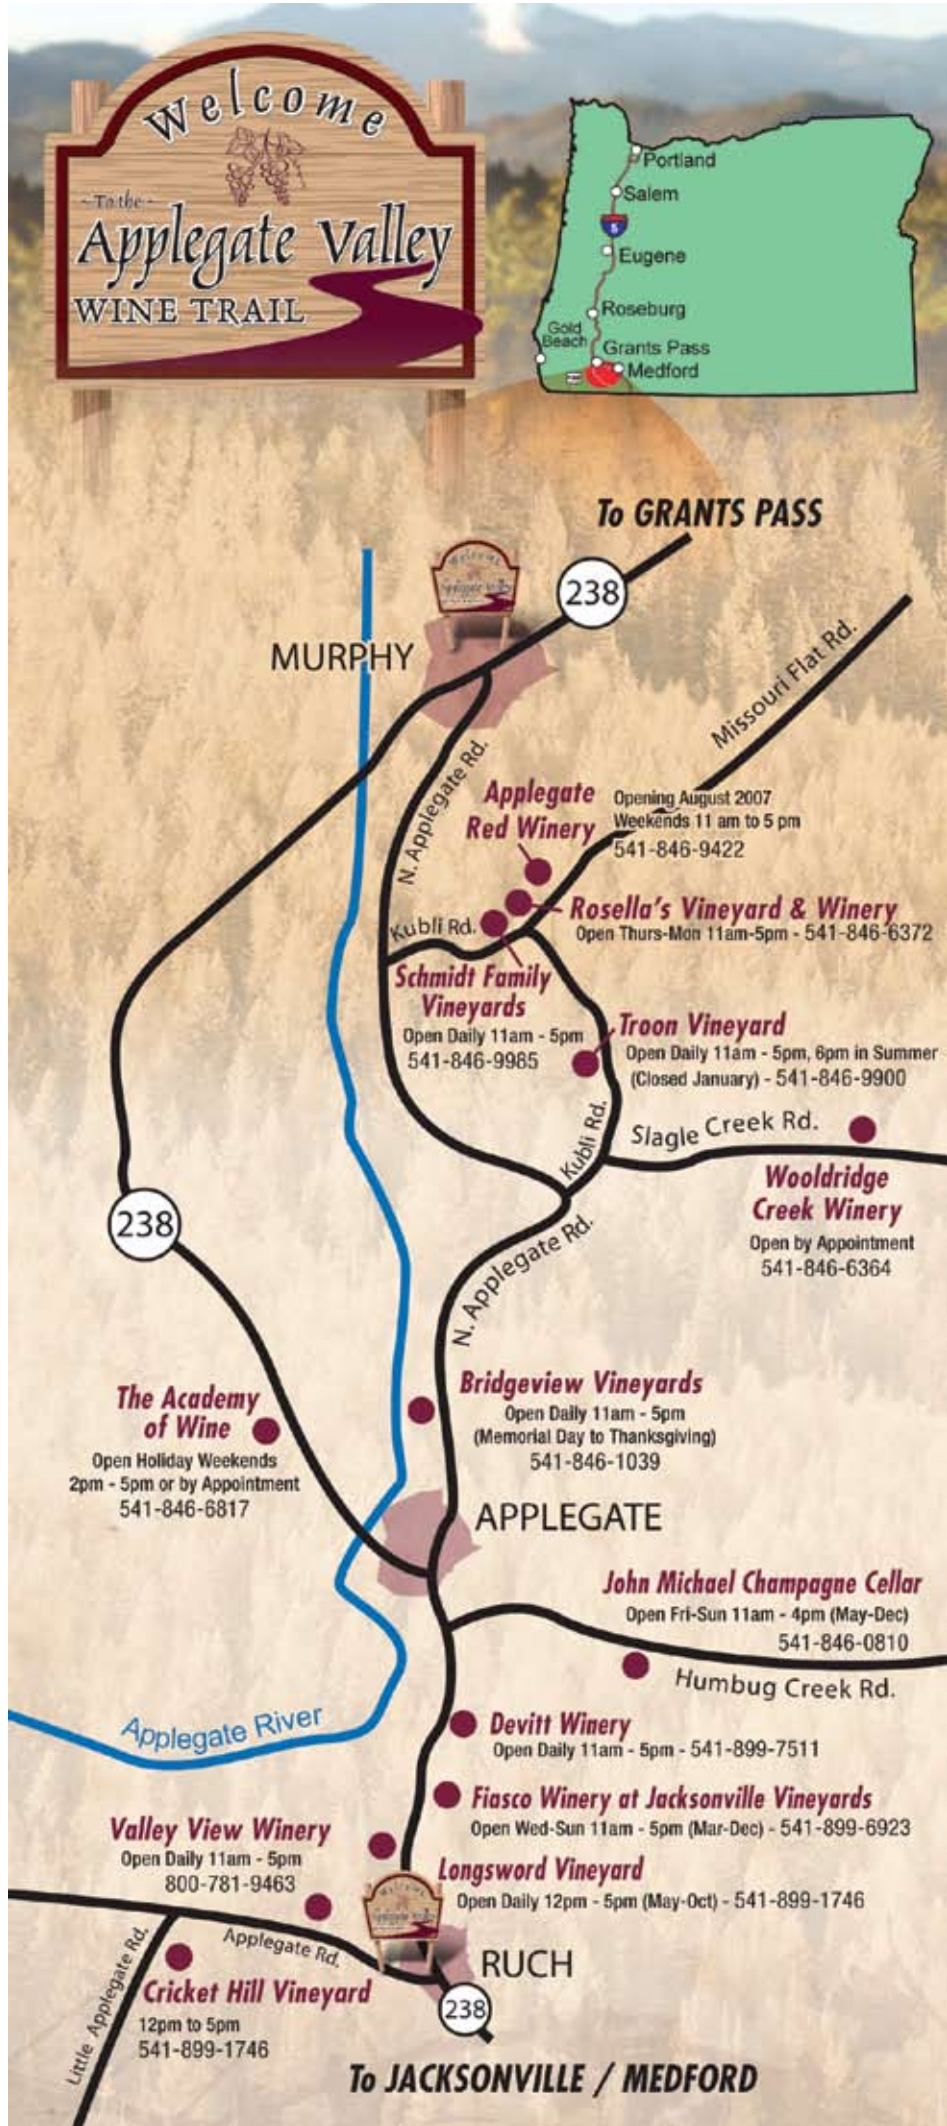 Welcome
~To the~
Applegate Valley
WINE TRAIL
Portland
Salem
5
Eugene
Roseburg
Gold
Beach
Grants Pass
Medford
To GRANTS PASS
238
MURPHY
Missouri Flat Rd.
N. Applegate Rd.
Applegate
Red Winery
Opening August 2007
Weekends 11 am to 5 pm
541-846-9422
Kubli Rd.
Rosella's Vineyard & Winery
Open Thurs-Mon 11am-5pm - 541-846-6372
Schmidt Family
Vineyards
Open Daily 11am - 5pm
541-846-9985
Troon Vineyard
Open Daily 11am - 5pm, 6pm in Summer
(Closed January) - 541-846-9900
Kubli Rd.
Slagle Creek Rd.
Wooldridge
Creek Winery
Open by Appointment
541-846-6364
238
N. Applegate Rd.
The Academy
of Wine
Open Holiday Weekends
2pm - 5pm or by Appointment
541-846-6817
Bridgeview Vineyards
Open Daily 11am - 5pm
(Memorial Day to Thanksgiving)
541-846-1039
APPLEGATE
John Michael Champagne Cellar
Open Fri-Sun 11am - 4pm (May-Dec)
541-846-0810
Humbug Creek Rd.
Applegate River
Devitt Winery
Open Daily 11am - 5pm - 541-899-7511
Fiasco Winery at Jacksonville Vineyards
Open Wed-Sun 11am - 5pm (Mar-Dec) - 541-899-6923
Valley View Winery
Open Daily 11am - 5pm
800-781-9463
Longsword Vineyard
Open Daily 12pm - 5pm (May-Oct) - 541-899-1746
Applegate Rd.
Little Applegate Rd.
RUCH
Cricket Hill Vineyard
12pm to 5pm
541-899-1746
238
To JACKSONVILLE / MEDFORD